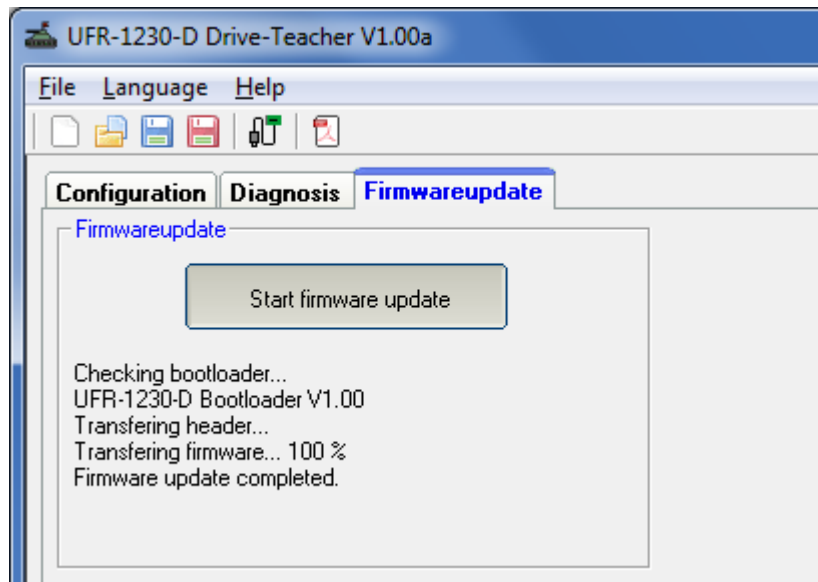 UFR-1230-D Drive-Teacher V1.00a
File Language Help
Configuration Diagnosis Firmwareupdate
Firmwareupdate
Start firmware update
Checking bootloader...
UFR-1230-D Bootloader V1.00
Transfering header...
Transfering firmware... 100 %
Firmware update completed.